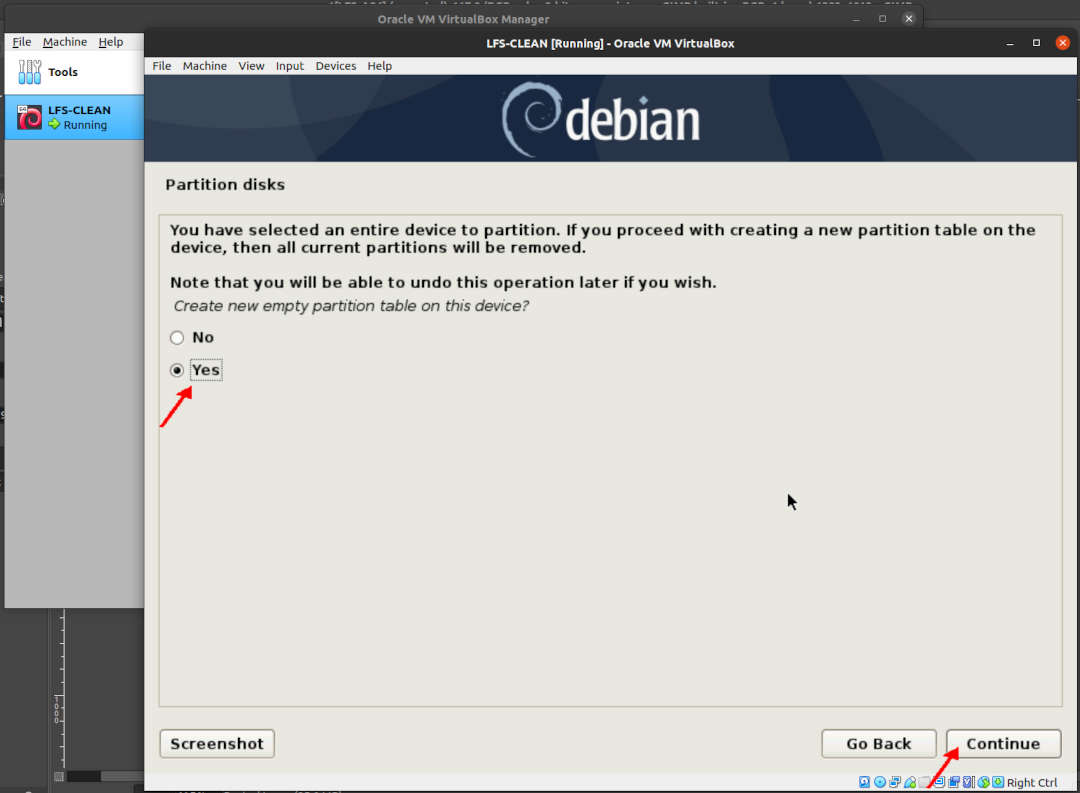 Oracle VM VirtualBox Manager
File Machine Help
LFS-CLEAN [Running] - Oracle VM VirtualBox
File Machine View Input Devices Help
Tools
LFS-CLEAN
Running
debian
Partition disks
You have selected an entire device to partition. If you proceed with creating a new partition table on the
device, then all current partitions will be removed.
Note that you will be able to undo this operation later if you wish.
Create new empty partition table on this device?
No
Yes
Screenshot
Go Back
Continue
Right Ctrl